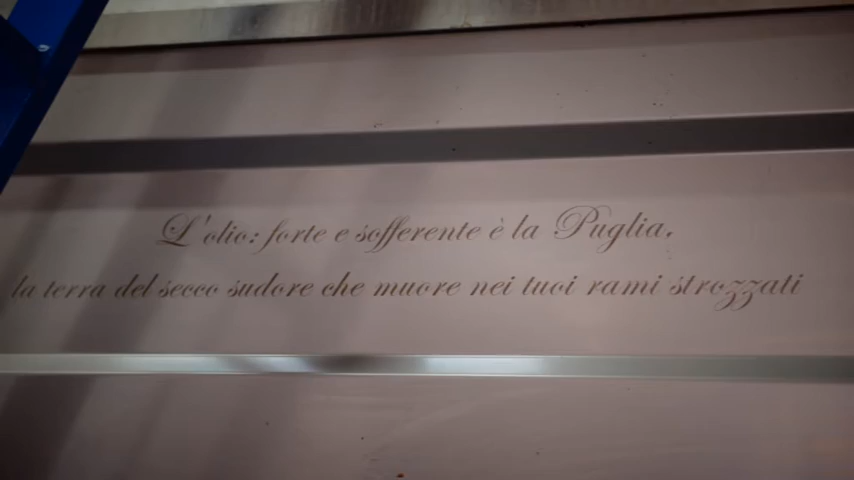 L'olio: forte e sofferente è la Puglia,
la terra del secco sudore che muore nei tuoi rami strozzati